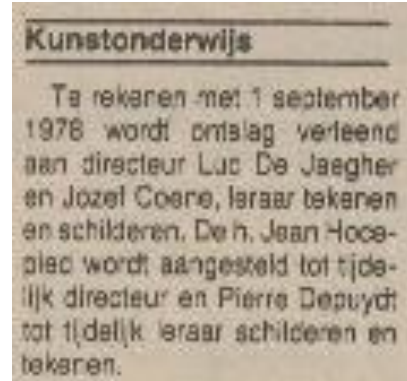 Kunstonderwijs
Te rekenen met 1 september
1978 wordt ontslag verleend
aan directeur Luc De Jaegher
en Jozef Coene, leraar tekenen
en schilderen. De h. Jean Hoce-
pied wordt aangesteld tot tijde-
lijk directeur en Pierre Depuydt
tot tijdelijk leraar schilderen en
tekenen.